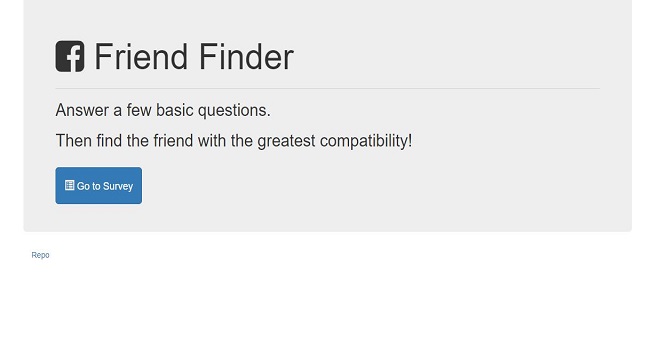 Friend Finder
Answer a few basic questions.
Then find the friend with the greatest compatibility!
Go to Survey
Repo